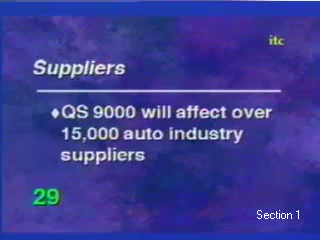 itc
Suppliers
♦QS 9000 will affect over
15,000 auto industry
suppliers
29
Section 1